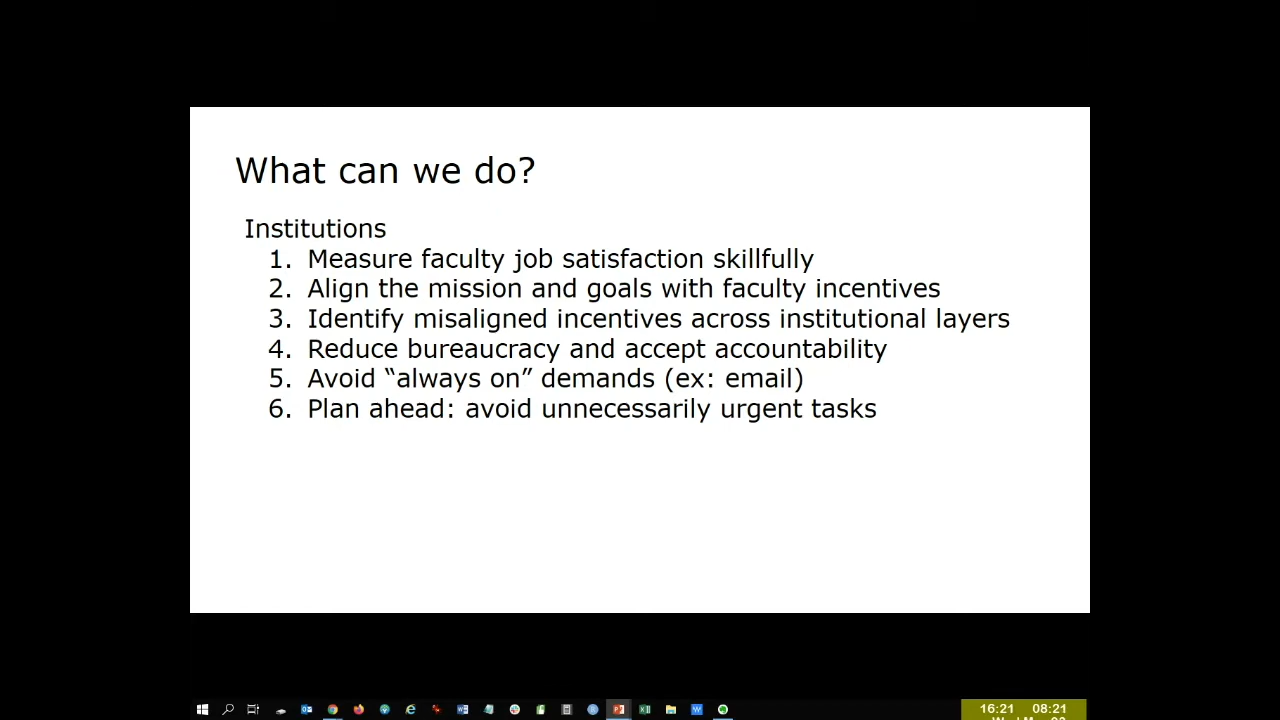 What can we do?
Institutions
1. Measure faculty job satisfaction skillfully
2. Align the mission and goals with faculty incentives
3. Identify misaligned incentives across institutional layers
4. Reduce bureaucracy and accept accountability
5. Avoid “always on” demands (ex: email)
6. Plan ahead: avoid unnecessarily urgent tasks
16:21 08:21